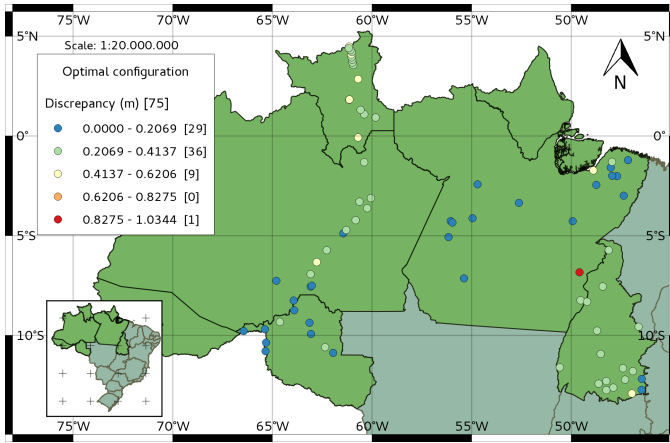 75°W 70°W 65°W 60°W 55°W 50°W
5°N 5°N
Scale: 1:20.000.000
Optimal configuration
N
Discrepancy (m) [75]
0.0000 - 0.2069 [29]
0° 0°
0.2069 - 0.4137 [36]
0.4137 - 0.6206 [9]
0.6206 - 0.8275 [0]
0.8275 - 1.0344 [1]
5°S 5°S
10°S 10°S
75°W 70°W 65°W 60°W 55°W 50°W